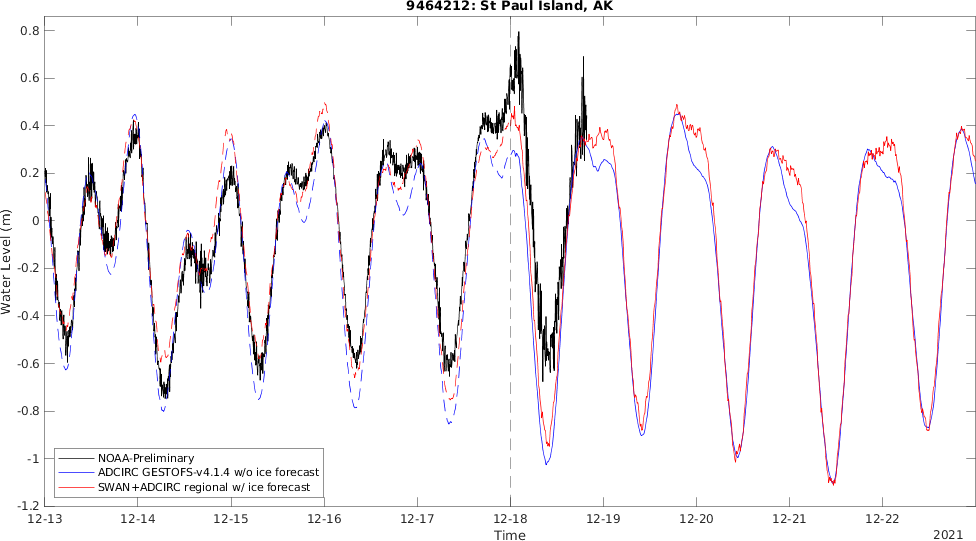 9464212: St Paul Island, AK
0.8
0.6
0.4
0.2
0
-0.2
-0.4
-0.6
-0.8
-1
-1.2
Water Level (m)
NOAA-Preliminary
ADCIRC GESTOFS-v4.1.4 w/o ice forecast
SWAN+ADCIRC regional w/ ice forecast
12-13 12-14 12-15 12-16 12-17 12-18 12-19 12-20 12-21 12-22
Time
2021